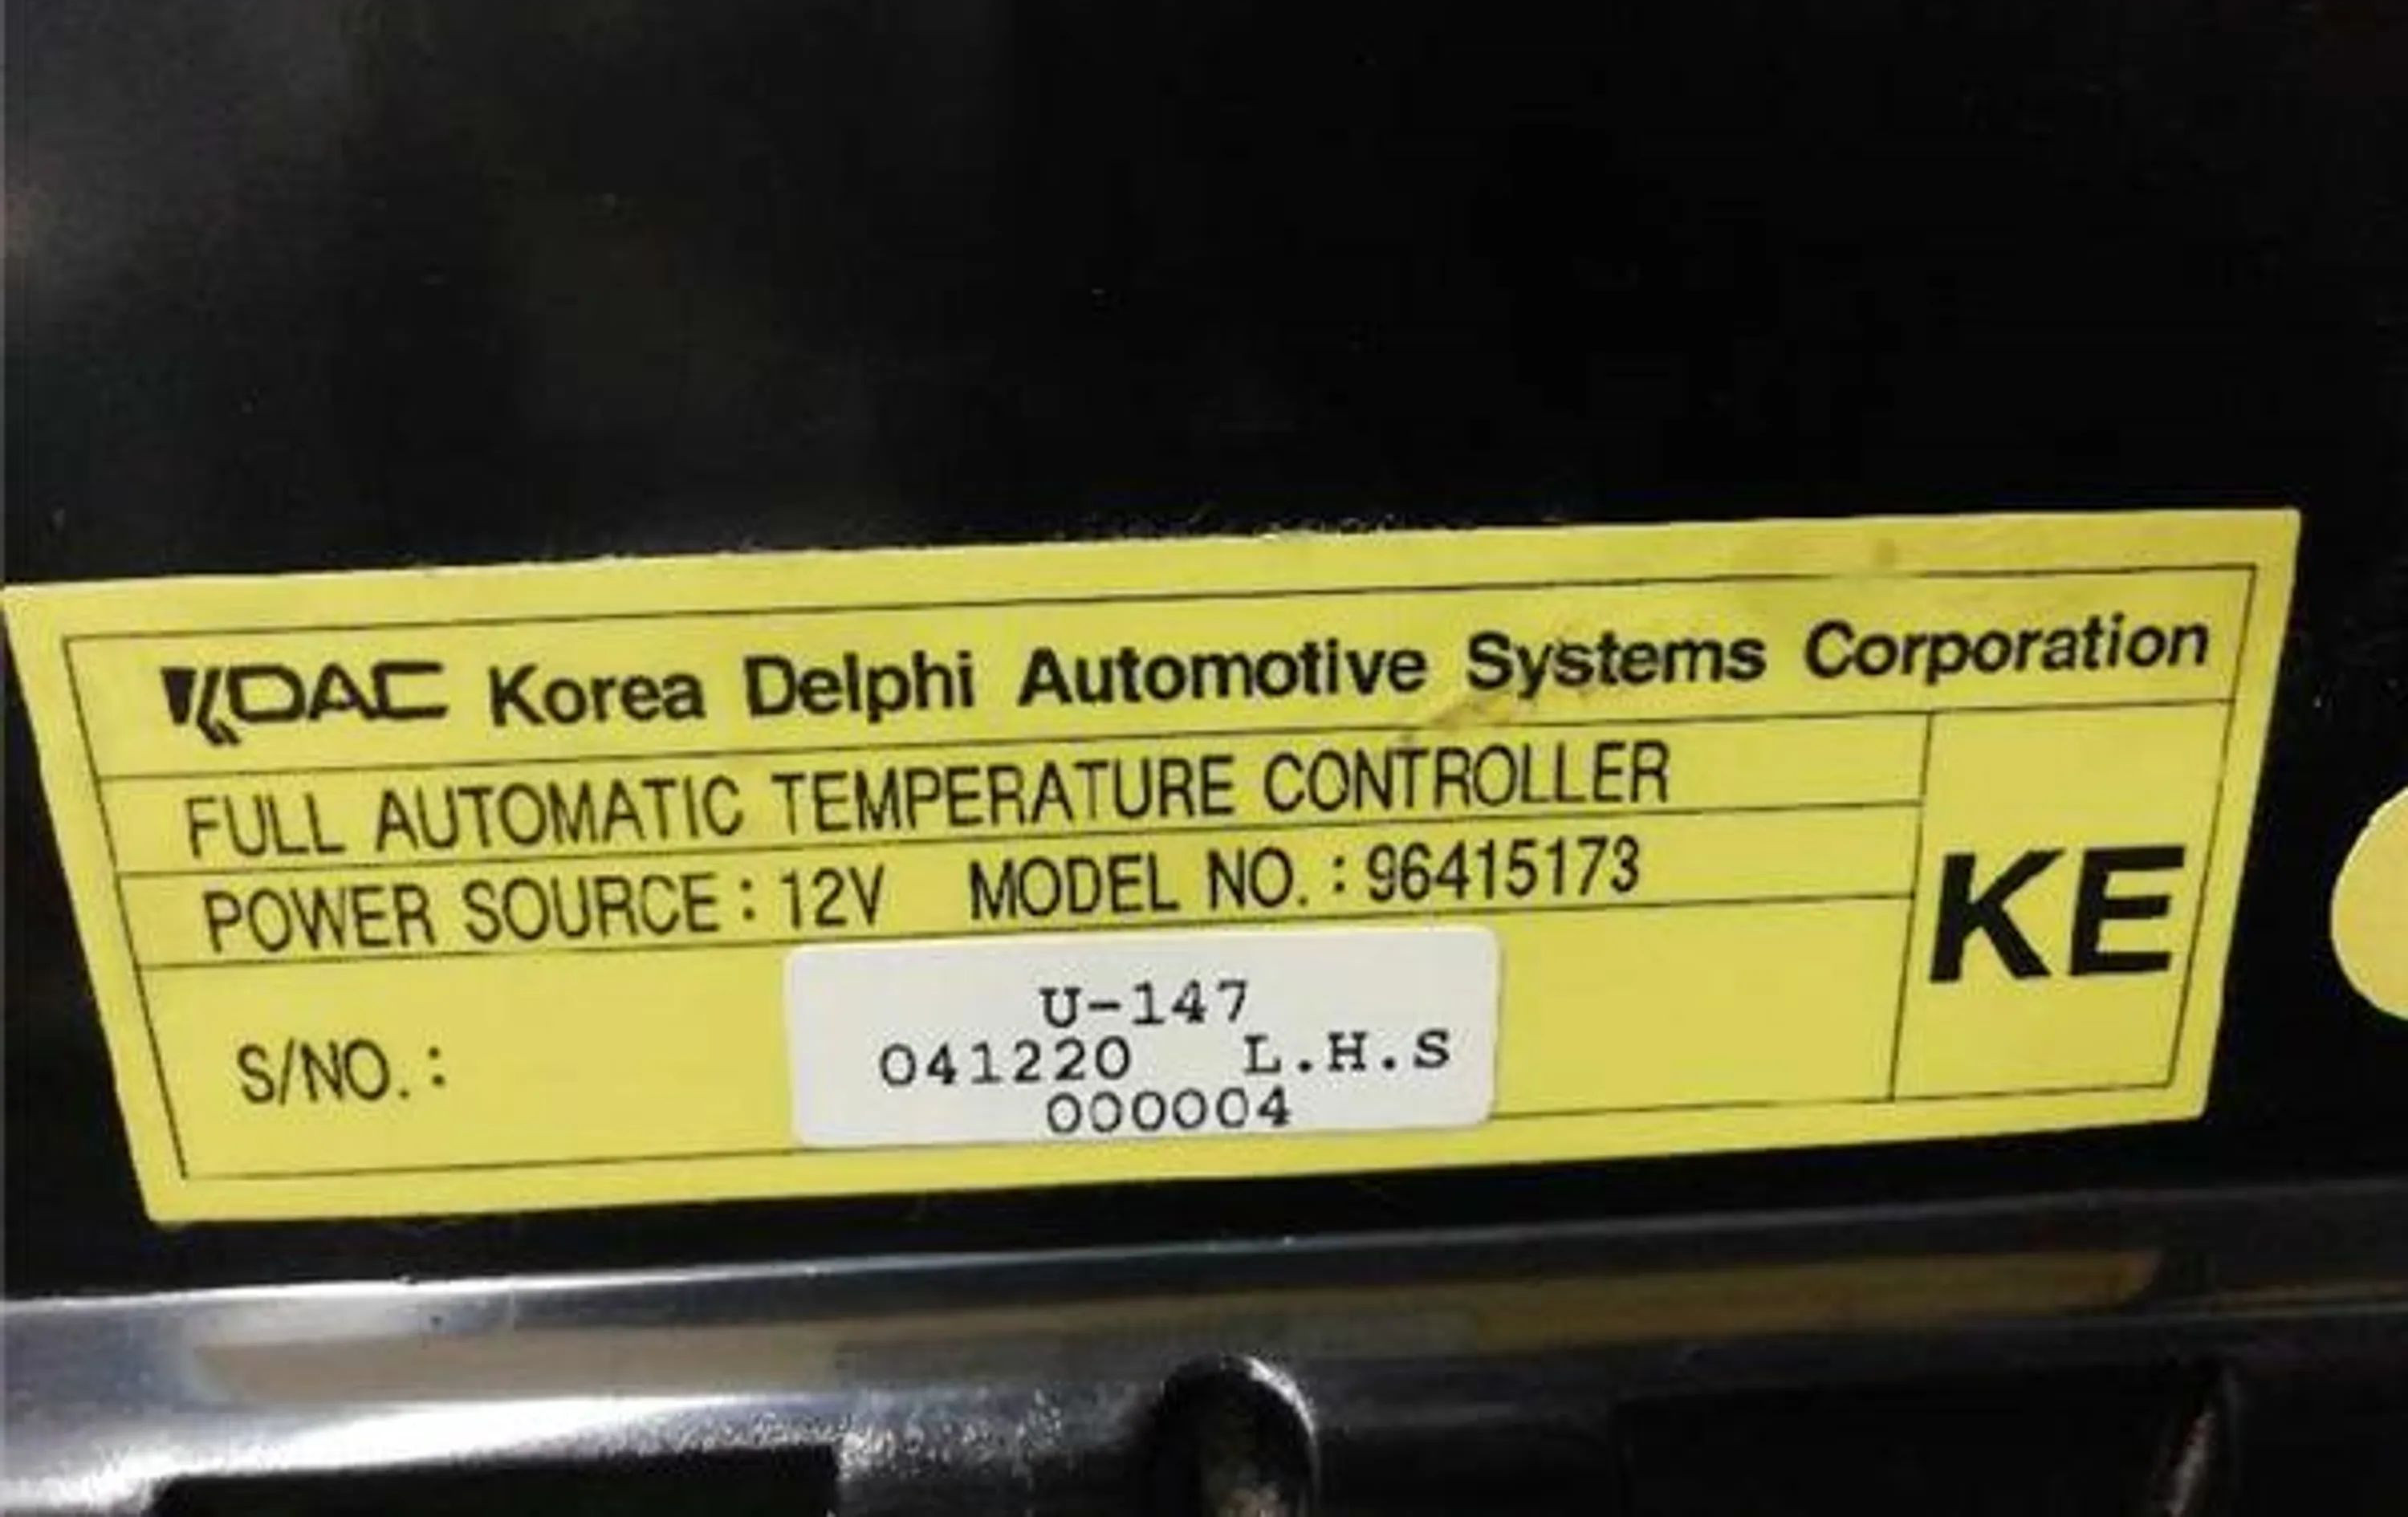 KDAC Korea Delphi Automotive Systems Corporation
FULL AUTOMATIC TEMPERATURE CONTROLLER
POWER SOURCE : 12V MODEL NO. : 96415173
KE
S/NO. :
U-147
041220 L.H.S
000004